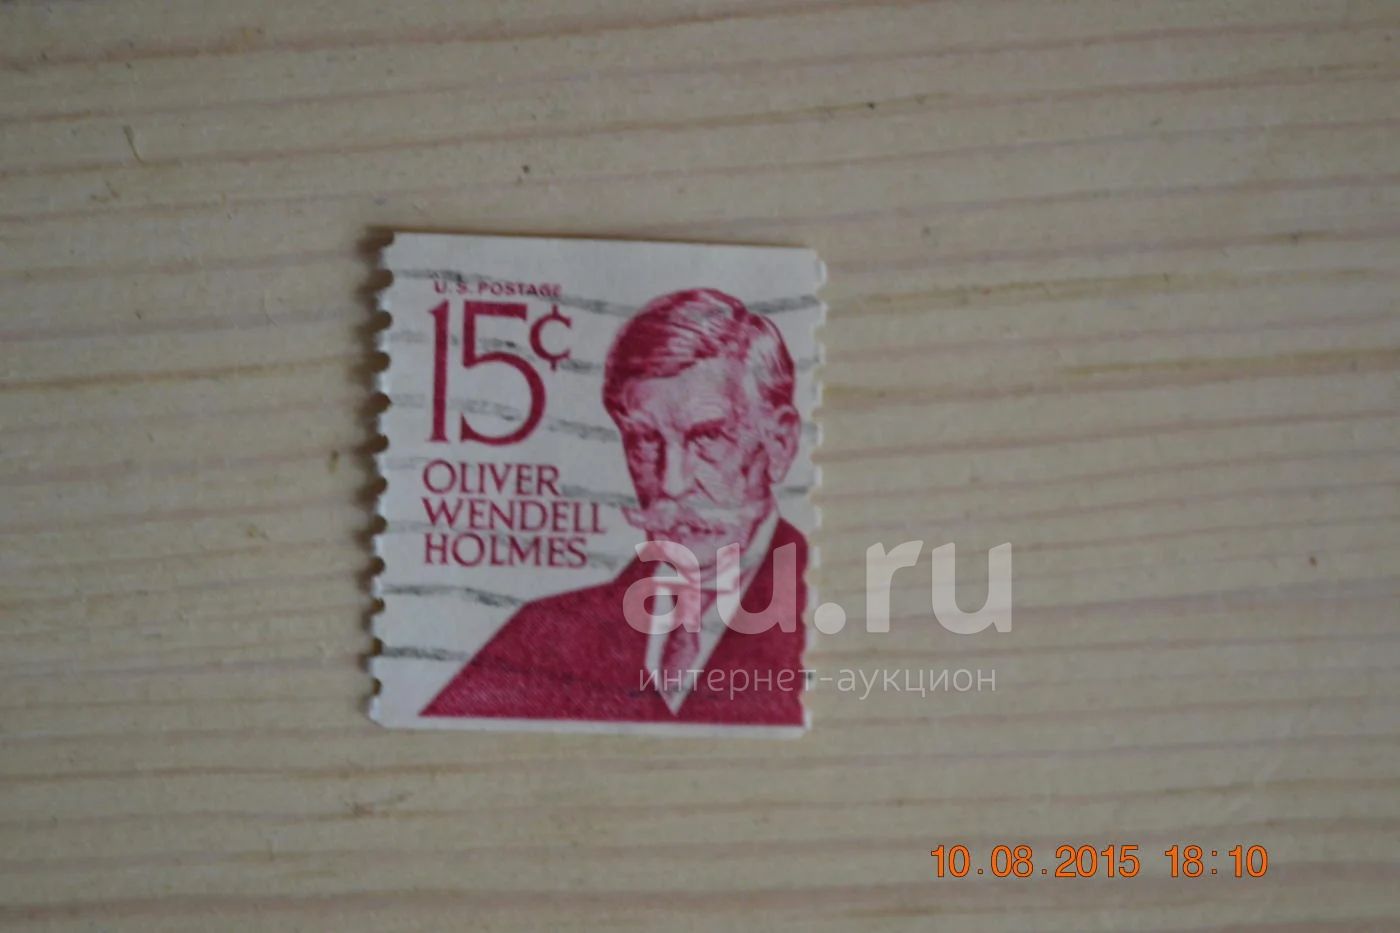 U.S. POSTAGE
15¢
OLIVER
WENDELL
HOLMES
au.ru
интернет-аукцион
10.08.2015 18:10